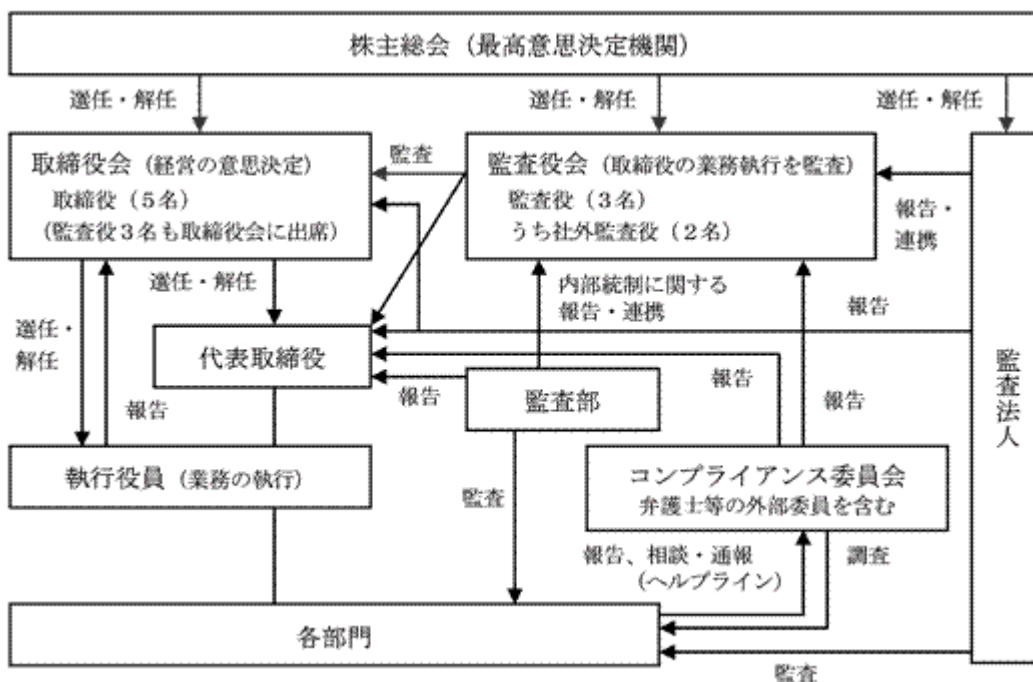 株主総会（最高意思決定機関）
選任・解任
選任・解任
選任・解任
取締役会（経営の意思決定）
取締役（５名）
（監査役３名も取締役会に出席）
監査
監査役会（取締役の業務執行を監査）
監査役（３名）
うち社外監査役（２名）
報告・
連携
選任・解任
内部統制に関する
報告・連携
報告
選任・
解任
代表取締役
報告
報告
監査部
報告
報告
監査法人
執行役員（業務の執行）
監査
コンプライアンス委員会
弁護士等の外部委員を含む
報告、相談・通報
（ヘルプライン）
調査
各部門
監査